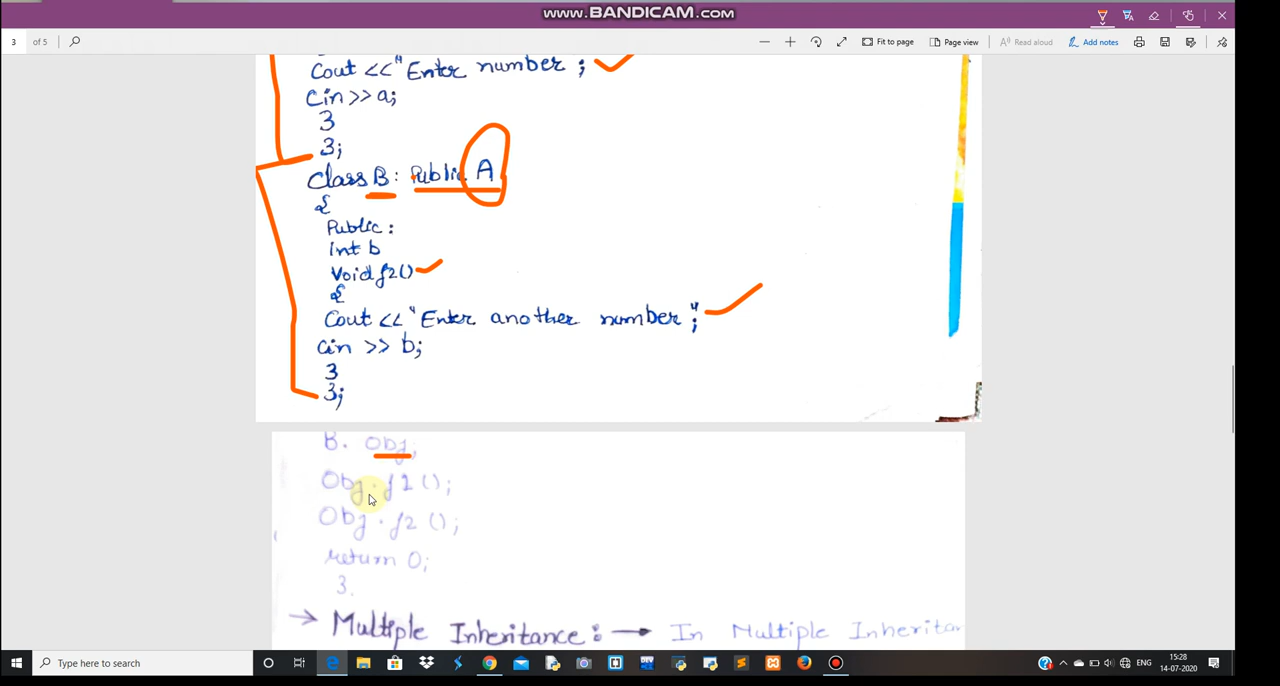 www.BANDICAM.com
3 of 5
Fit to page
Page view
Read aloud
Add notes
Cout <<"Enter number ;
Cin >> a;
3
3;
Class B: Public A
{
Public :
Int b
Void f2()
{
Cout <<"Enter another number";
Cin >> b;
3
3;
B. Obj;
Obj. f1 ();
Obj. f2 ();
return 0;
3.
→ Multiple Inheritance: → In Multiple Inheritan
Type here to search
15:28
14-07-2020